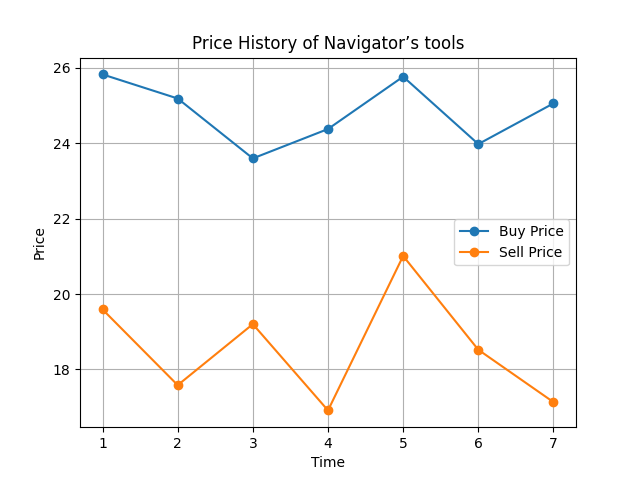 Price History of Navigator’s tools
26
24
22
20
18
Price
Buy Price
Sell Price
1 2 3 4 5 6 7
Time